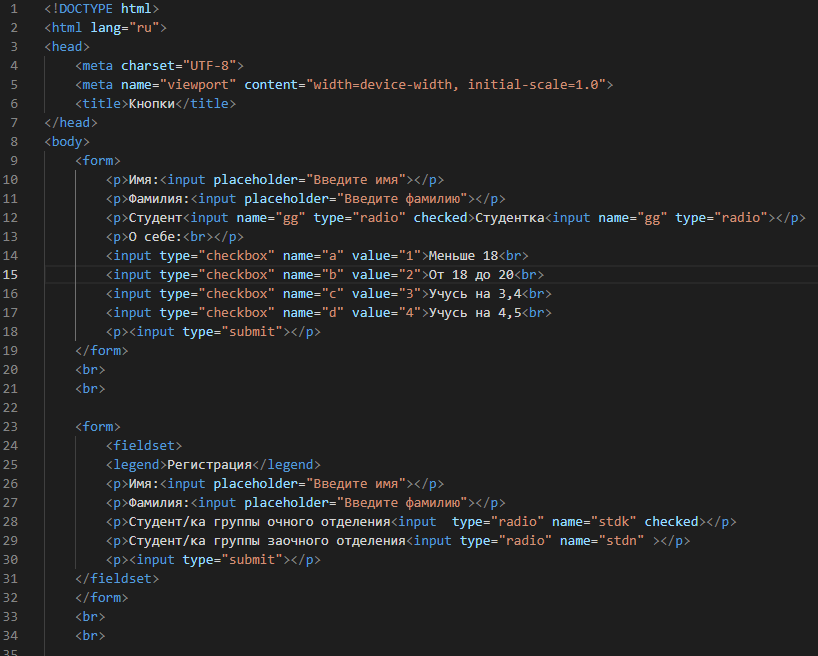 1 <!DOCTYPE html>
2 <html lang="ru">
3 <head>
4     <meta charset="UTF-8">
5     <meta name="viewport" content="width=device-width, initial-scale=1.0">
6     <title>Кнопки</title>
7 </head>
8 <body>
9     <form>
10         <p>Имя:<input placeholder="Введите имя"></p>
11         <p>Фамилия:<input placeholder="Введите фамилию"></p>
12         <p>Студент<input name="gg" type="radio" checked>Студентка<input name="gg" type="radio"></p>
13         <p>О себе:<br></p>
14         <input type="checkbox" name="a" value="1">Меньше 18<br>
15         <input type="checkbox" name="b" value="2">От 18 до 20<br>
16         <input type="checkbox" name="c" value="3">Учусь на 3,4<br>
17         <input type="checkbox" name="d" value="4">Учусь на 4,5<br>
18         <p><input type="submit"></p>
19     </form>
20     <br>
21     <br>
22
23     <form>
24         <fieldset>
25         <legend>Регистрация</legend>
26         <p>Имя:<input placeholder="Введите имя"></p>
27         <p>Фамилия:<input placeholder="Введите фамилию"></p>
28         <p>Студент/ка группы очного отделения<input  type="radio" name="stdk" checked></p>
29         <p>Студент/ка группы заочного отделения<input type="radio" name="stdn" ></p>
30         <p><input type="submit"></p>
31     </fieldset>
32     </form>
33     <br>
34     <br>
35